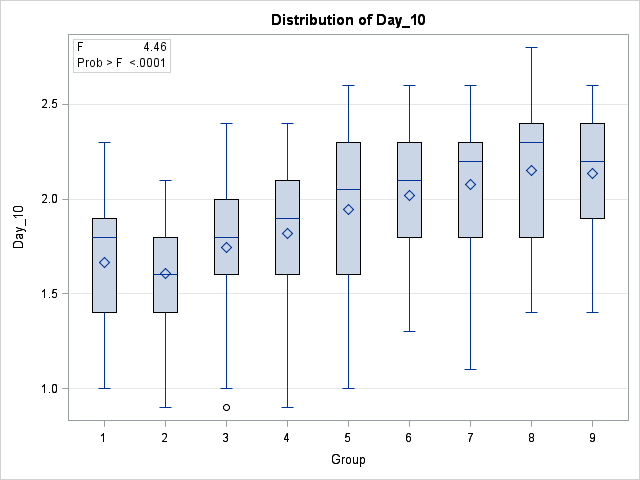 Distribution of Day_10
F 4.46
Prob > F <.0001
2.5
2.0
1.5
1.0
Day_10
1 2 3 4 5 6 7 8 9
Group